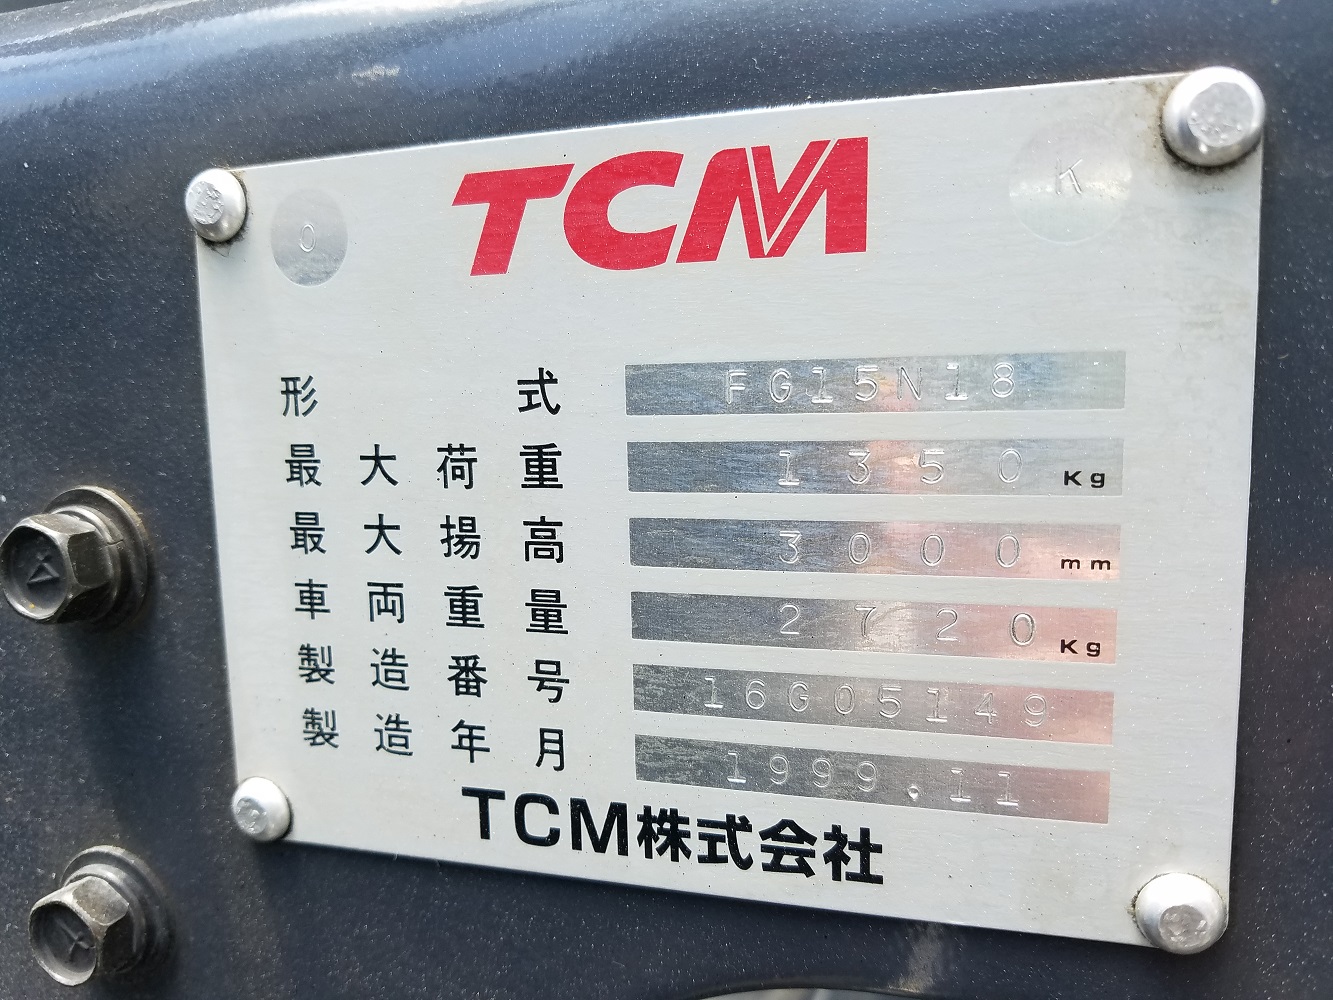 TCM
O
K
形式 FG15N18
最大荷重 1350 Kg
最大揚高 3000 mm
車両重量 2720 Kg
製造番号 16G05149
製造年月 1999.11
TCM株式会社